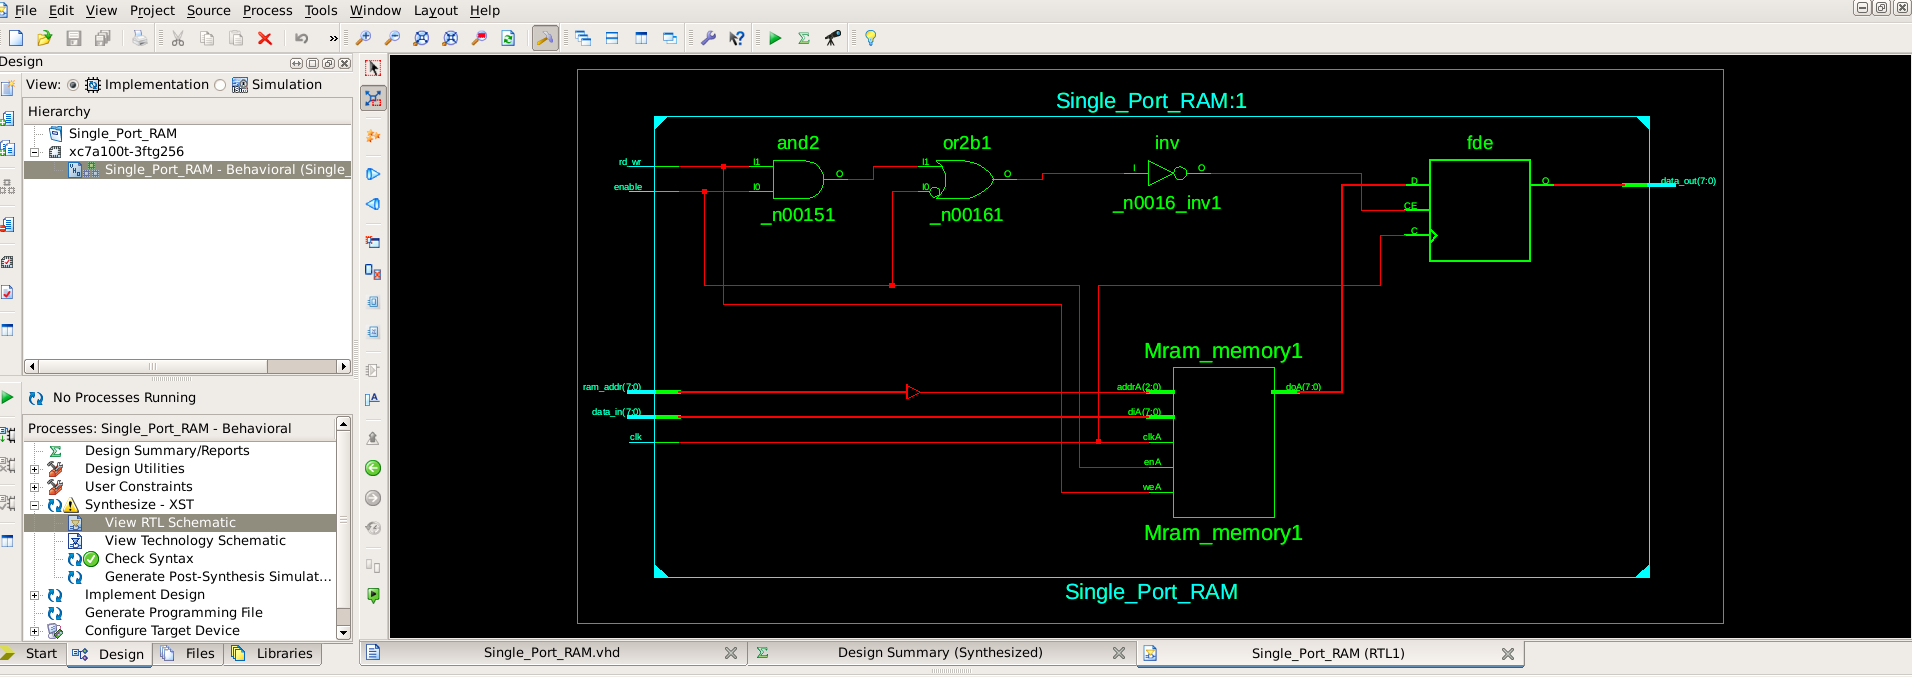 File Edit View Project Source Process Tools Window Layout Help
»
Design
View: Implementation Simulation
Hierarchy
Single_Port_RAM
xc7a100t-3ftg256
Single_Port_RAM - Behavioral (Single_
No Processes Running
Processes: Single_Port_RAM - Behavioral
Design Summary/Reports
Design Utilities
User Constraints
Synthesize - XST
View RTL Schematic
View Technology Schematic
Check Syntax
Generate Post-Synthesis Simulat...
Implement Design
Generate Programming File
Configure Target Device
Start Design Files Libraries
Single_Port_RAM:1
and2 or2b1 inv fde
rd_wr I1 O I1 O I O D O data_out(7:0)
enable I0 I0 CE
_n00151 _n00161 _n0016_inv1 C
Mram_memory1
ram_addr(7:0) addrA(2:0) doA(7:0)
data_in(7:0) diA(7:0)
clk clkA
enA
weA
Mram_memory1
Single_Port_RAM
Single_Port_RAM.vhd Design Summary (Synthesized) Single_Port_RAM (RTL1)